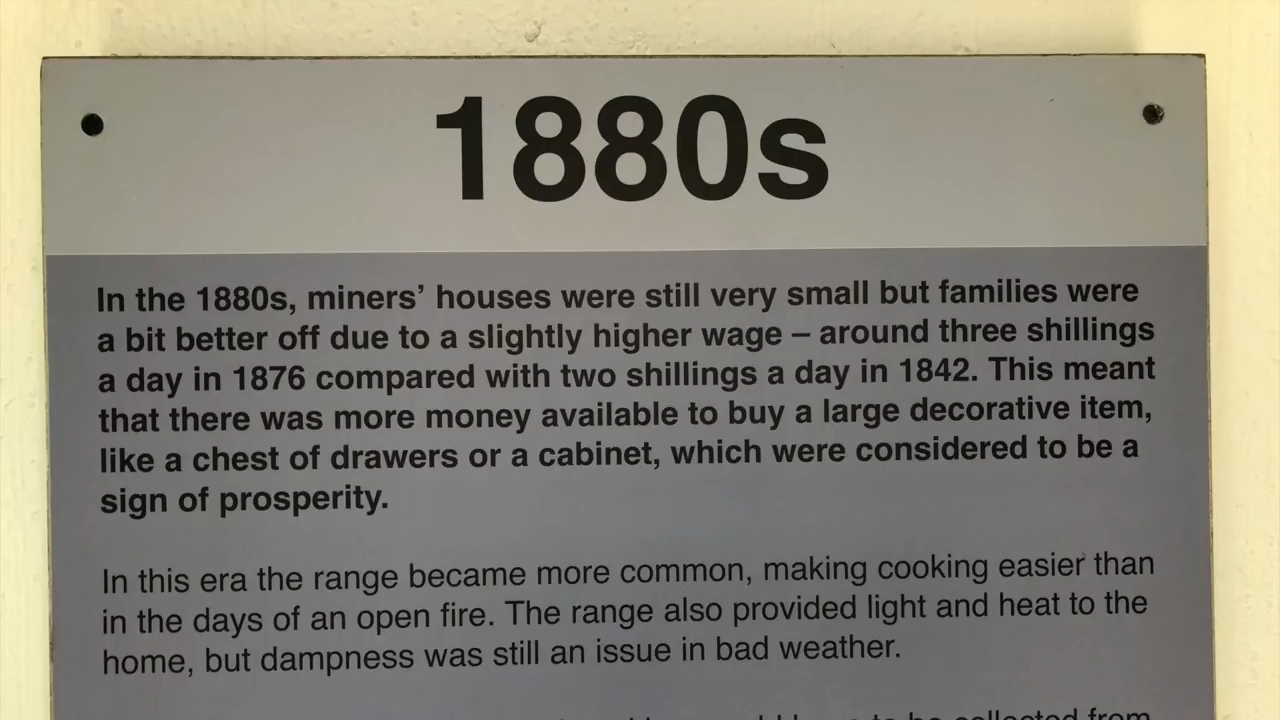 1880s
In the 1880s, miners’ houses were still very small but families were
a bit better off due to a slightly higher wage – around three shillings
a day in 1876 compared with two shillings a day in 1842. This meant
that there was more money available to buy a large decorative item,
like a chest of drawers or a cabinet, which were considered to be a
sign of prosperity.
In this era the range became more common, making cooking easier than
in the days of an open fire. The range also provided light and heat to the
home, but dampness was still an issue in bad weather.
to be collected from